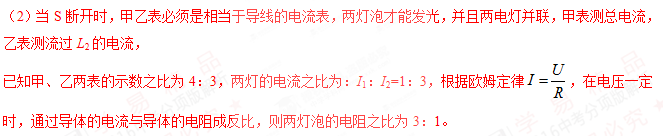 （2）当 S 断开时，甲乙表必须是相当于导线的电流表，两灯泡才能发光，并且两电灯并联，甲表测总电流，
乙表测流过 L₂的电流，
已知甲、乙两表的示数之比为 4：3，两灯的电流之比为：I₁：I₂=1：3，根据欧姆定律 I=U/R，在电压一定
时，通过导体的电流与导体的电阻成反比，则两灯泡的电阻之比为 3：1。